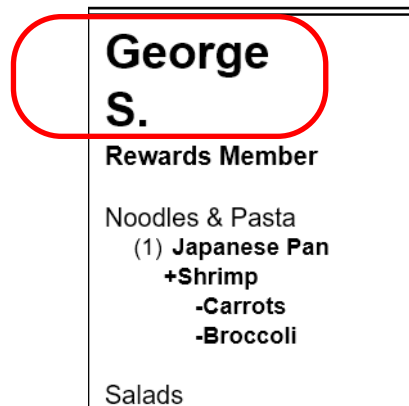 George
S.
Rewards Member
Noodles & Pasta
(1) Japanese Pan
+Shrimp
-Carrots
-Broccoli
Salads